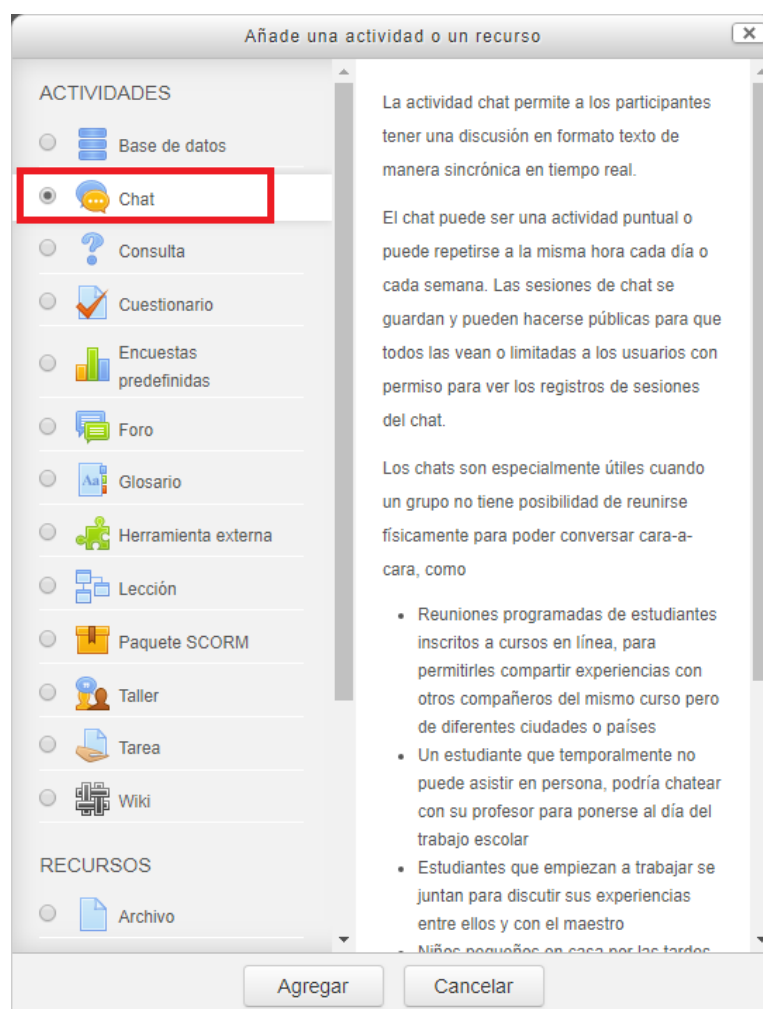 Añade una actividad o un recurso
ACTIVIDADES
Base de datos
Chat
Consulta
Cuestionario
Encuestas
predefinidas
Foro
Glosario
Herramienta externa
Lección
Paquete SCORM
Taller
Tarea
Wiki
RECURSOS
Archivo
La actividad chat permite a los participantes
tener una discusión en formato texto de
manera sincrónica en tiempo real.
El chat puede ser una actividad puntual o
puede repetirse a la misma hora cada día o
cada semana. Las sesiones de chat se
guardan y pueden hacerse públicas para que
todos las vean o limitadas a los usuarios con
permiso para ver los registros de sesiones
del chat.
Los chats son especialmente útiles cuando
un grupo no tiene posibilidad de reunirse
físicamente para poder conversar cara-a-
cara, como
• Reuniones programadas de estudiantes
inscritos a cursos en línea, para
permitirles compartir experiencias con
otros compañeros del mismo curso pero
de diferentes ciudades o países
• Un estudiante que temporalmente no
puede asistir en persona, podría chatear
con su profesor para ponerse al día del
trabajo escolar
• Estudiantes que empiezan a trabajar se
juntan para discutir sus experiencias
entre ellos y con el maestro
• Niños pequeños en casa por las tardes
Agregar
Cancelar